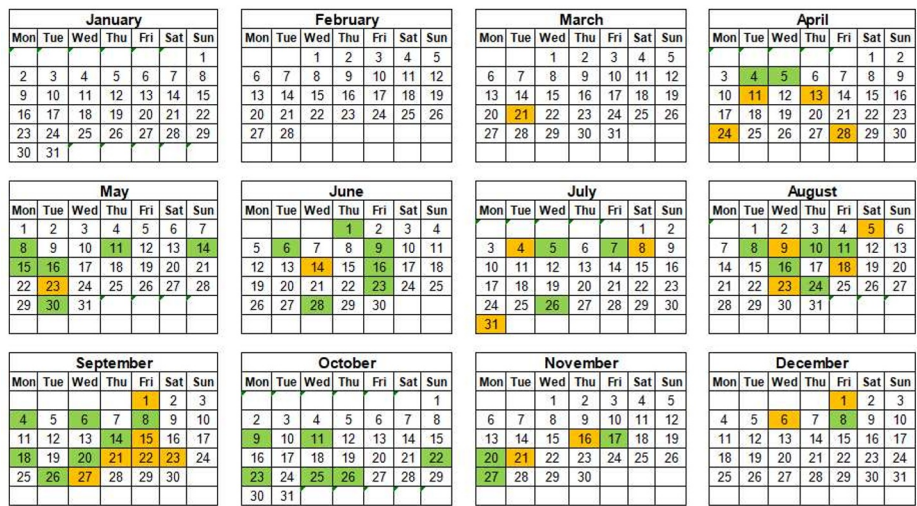 January February March April
Mon Tue Wed Thu Fri Sat Sun Mon Tue Wed Thu Fri Sat Sun Mon Tue Wed Thu Fri Sat Sun Mon Tue Wed Thu Fri Sat Sun
1 1 2 3 4 5 1 2 3 4 5 1 2
2 3 4 5 6 7 8 6 7 8 9 10 11 12 6 7 8 9 10 11 12 3 4 5 6 7 8 9
9 10 11 12 13 14 15 13 14 15 16 17 18 19 13 14 15 16 17 18 19 10 11 12 13 14 15 16
16 17 18 19 20 21 22 20 21 22 23 24 25 26 20 21 22 23 24 25 26 17 18 19 20 21 22 23
23 24 25 26 27 28 29 27 28 27 28 29 30 31 24 25 26 27 28 29 30
30 31
May June July August
Mon Tue Wed Thu Fri Sat Sun Mon Tue Wed Thu Fri Sat Sun Mon Tue Wed Thu Fri Sat Sun Mon Tue Wed Thu Fri Sat Sun
1 2 3 4 5 6 7 1 2 3 4 1 2 1 2 3 4 5 6
8 9 10 11 12 13 14 5 6 7 8 9 10 11 3 4 5 6 7 8 9 7 8 9 10 11 12 13
15 16 17 18 19 20 21 12 13 14 15 16 17 18 10 11 12 13 14 15 16 14 15 16 17 18 19 20
22 23 24 25 26 27 28 19 20 21 22 23 24 25 17 18 19 20 21 22 23 21 22 23 24 25 26 27
29 30 31 26 27 28 29 30 24 25 26 27 28 29 30 28 29 30 31
31
September October November December
Mon Tue Wed Thu Fri Sat Sun Mon Tue Wed Thu Fri Sat Sun Mon Tue Wed Thu Fri Sat Sun Mon Tue Wed Thu Fri Sat Sun
1 2 3 1 1 2 3 4 5 1 2 3
4 5 6 7 8 9 10 2 3 4 5 6 7 8 6 7 8 9 10 11 12 4 5 6 7 8 9 10
11 12 13 14 15 16 17 9 10 11 12 13 14 15 13 14 15 16 17 18 19 11 12 13 14 15 16 17
18 19 20 21 22 23 24 16 17 18 19 20 21 22 20 21 22 23 24 25 26 18 19 20 21 22 23 24
25 26 27 28 29 30 23 24 25 26 27 28 29 27 28 29 30 25 26 27 28 29 30 31
30 31